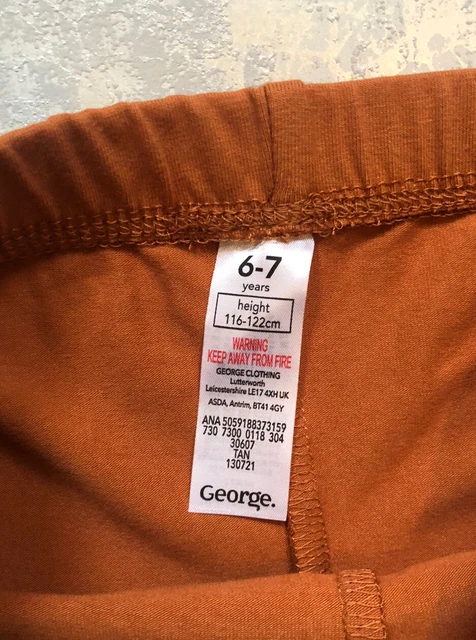 6-7
years
height
116-122cm
WARNING
KEEP AWAY FROM FIRE
GEORGE CLOTHING
Lutterworth
Leicestershire LE17 4XH UK
ASDA, Antrim, BT41 4GY
ANA 5059188373159
730 7300 0118 304
30607
TAN
130721
George.